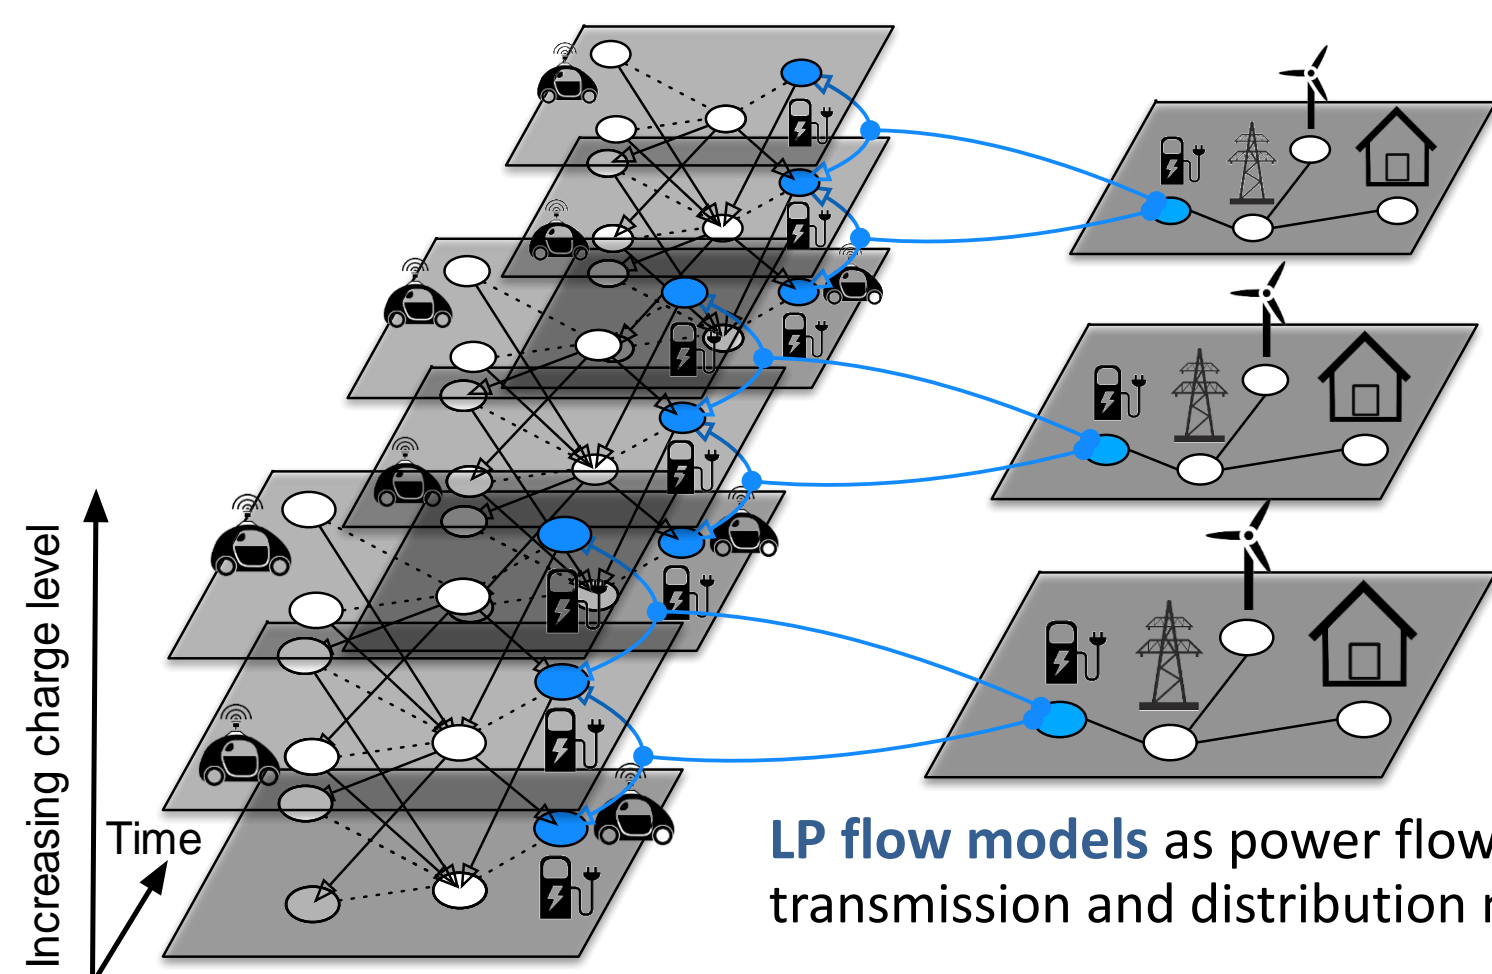 Increasing charge level
Time
LP flow models as power flow
transmission and distribution